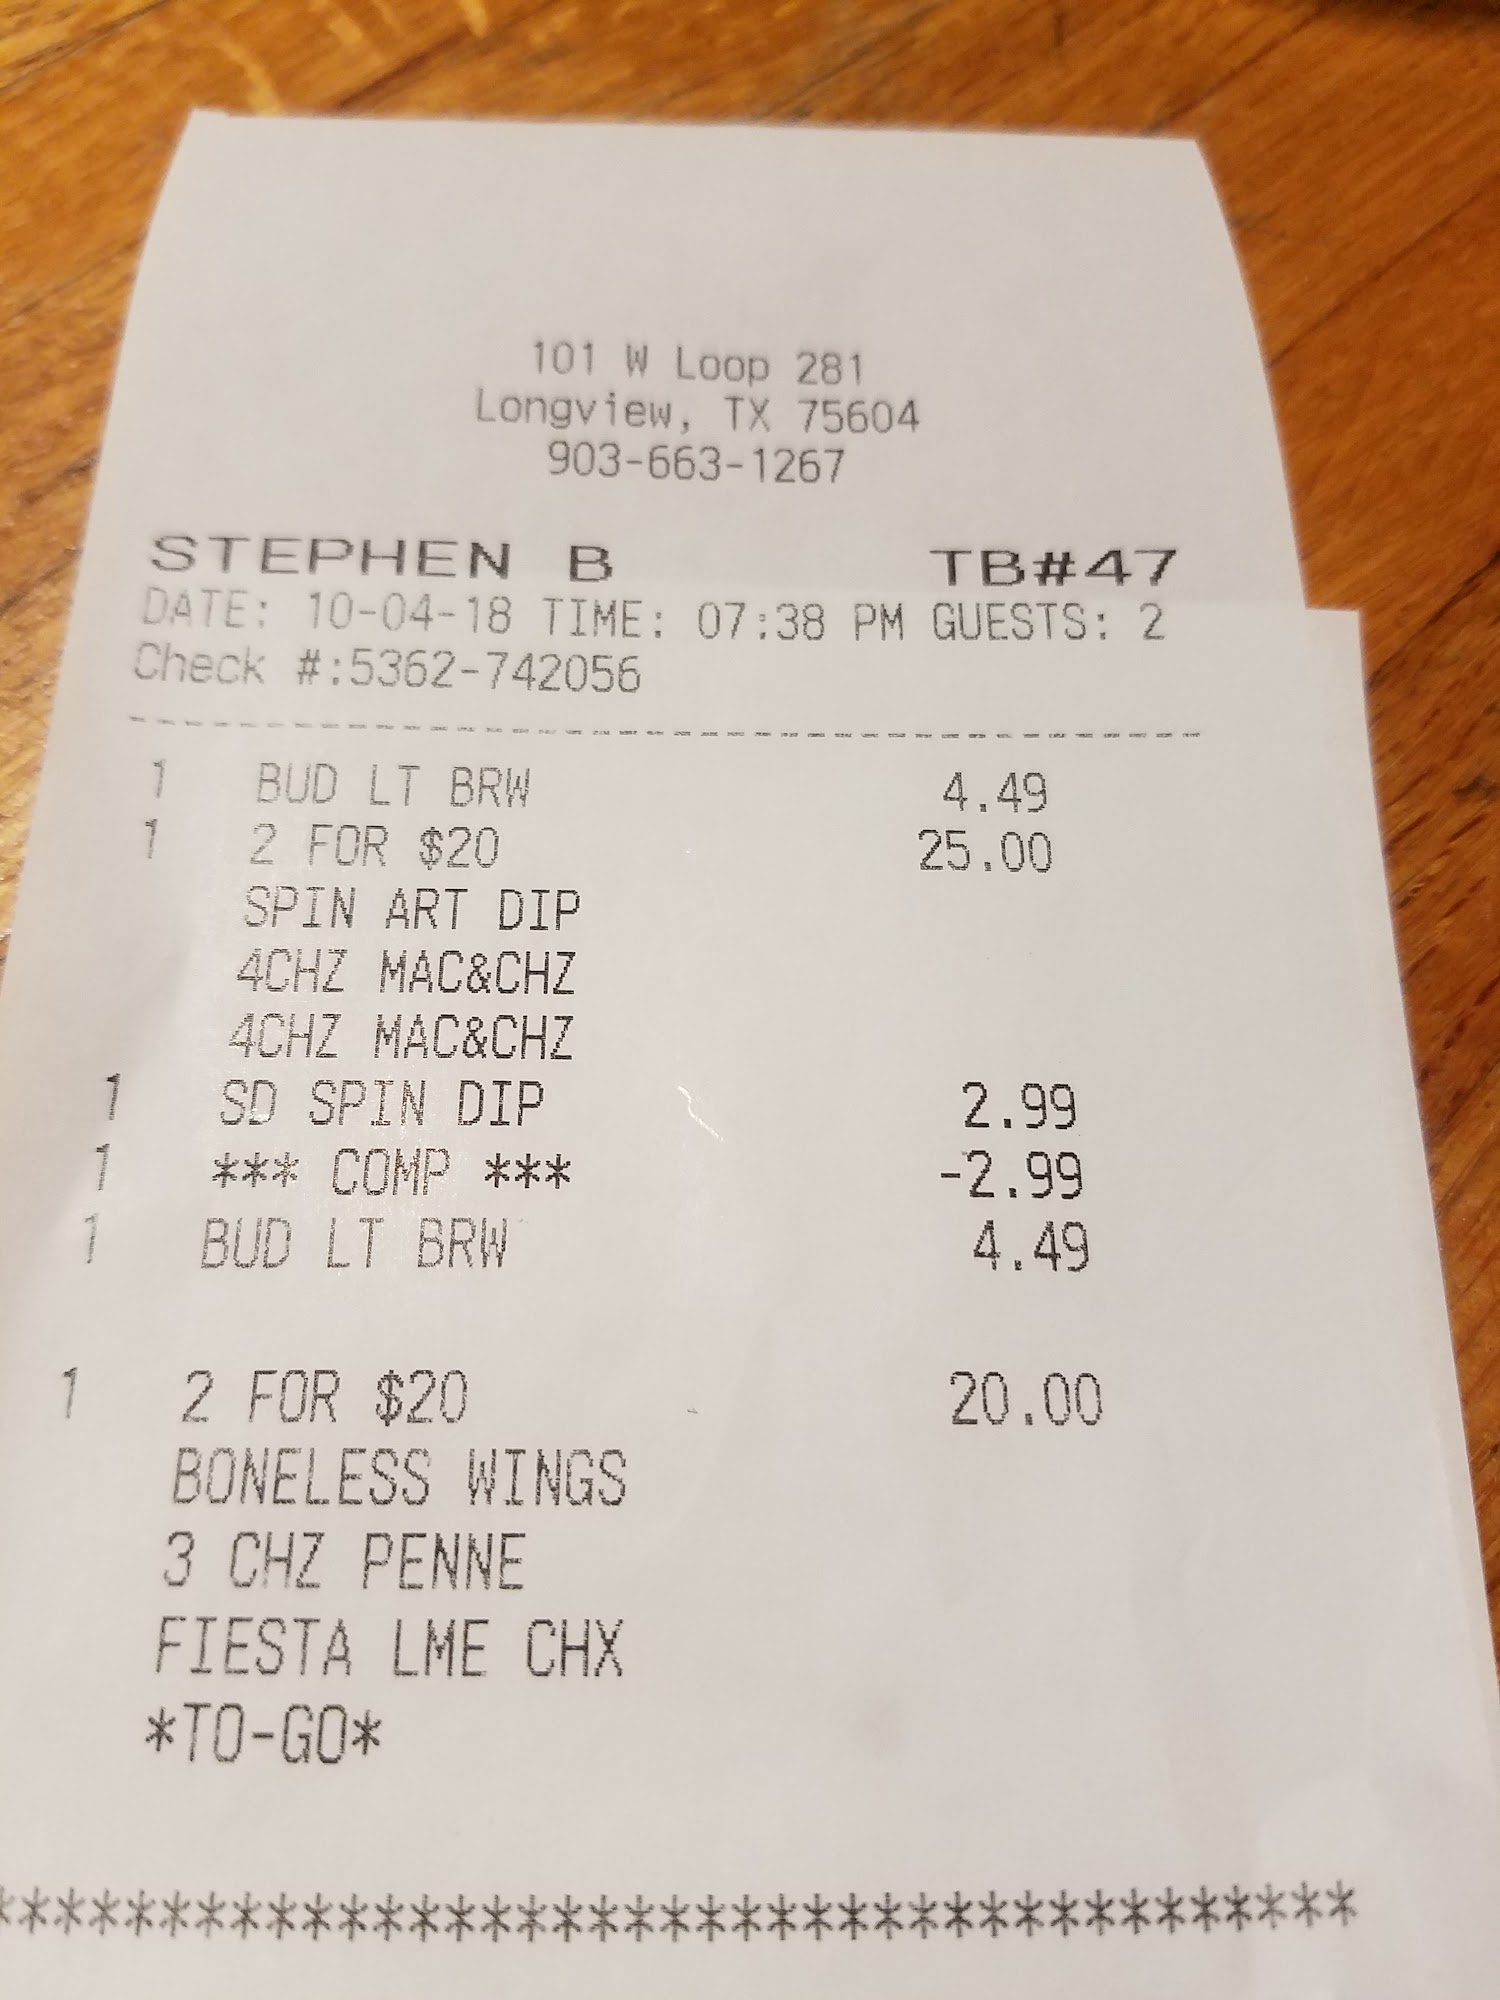 101 W Loop 281
Longview, TX 75604
903-663-1267
STEPHEN B TB#47
DATE: 10-04-18 TIME: 07:38 PM GUESTS: 2
Check #:5362-742056
---------------------------------------
1 BUD LT BRW 4.49
1 2 FOR $20 25.00
SPIN ART DIP
4CHZ MAC&CHZ
4CHZ MAC&CHZ
1 SD SPIN DIP 2.99
1 *** COMP *** -2.99
1 BUD LT BRW 4.49
1 2 FOR $20 20.00
BONELESS WINGS
3 CHZ PENNE
FIESTA LME CHX
*TO-GO*
***************************************